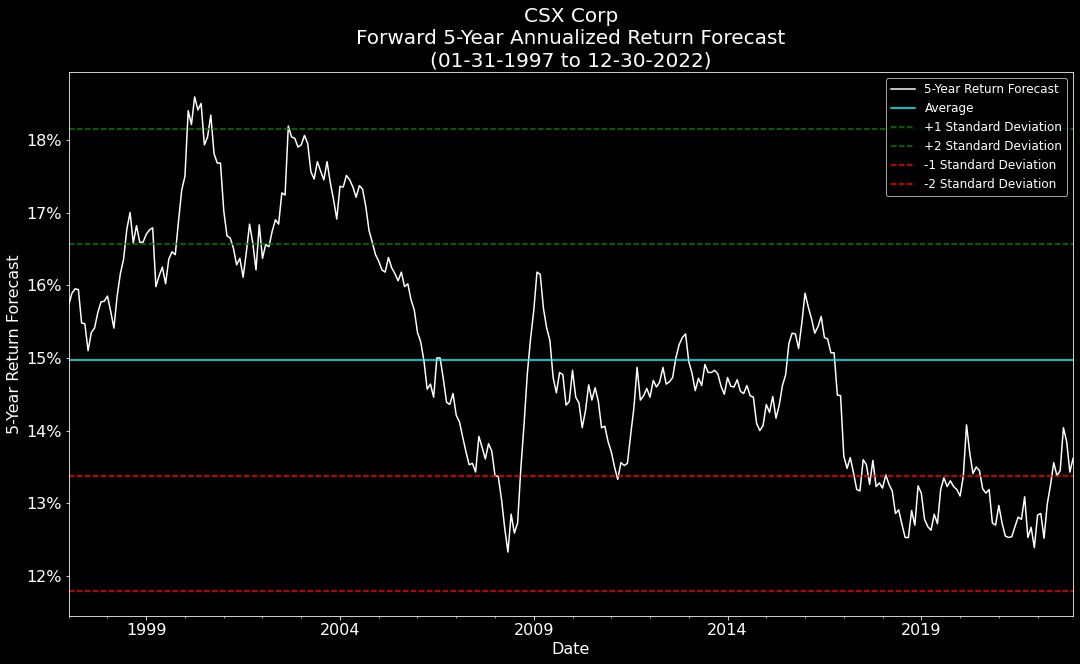 CSX Corp
Forward 5-Year Annualized Return Forecast
(01-31-1997 to 12-30-2022)
5-Year Return Forecast
Average
+1 Standard Deviation
+2 Standard Deviation
-1 Standard Deviation
-2 Standard Deviation
5-Year Return Forecast
18%
17%
16%
15%
14%
13%
12%
1999
2004
2009
2014
2019
Date